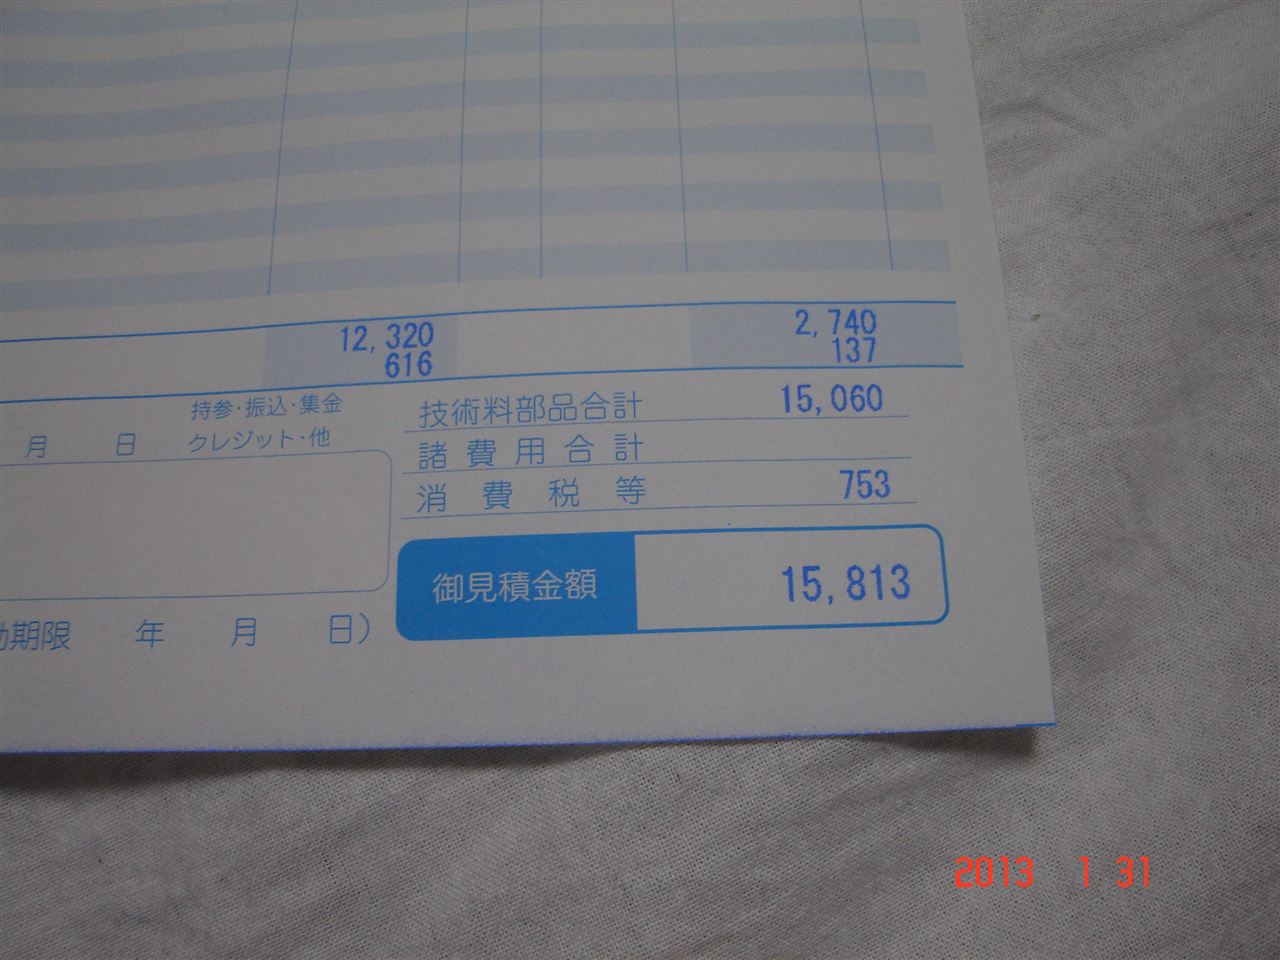 12,320
2,740
616
137
持参・振込・集金
クレジット・他
月 日
技術料部品合計 15,060
諸費用合計
消費税等 753
御見積金額 15,813
期限 年 月 日)
2013 1 31